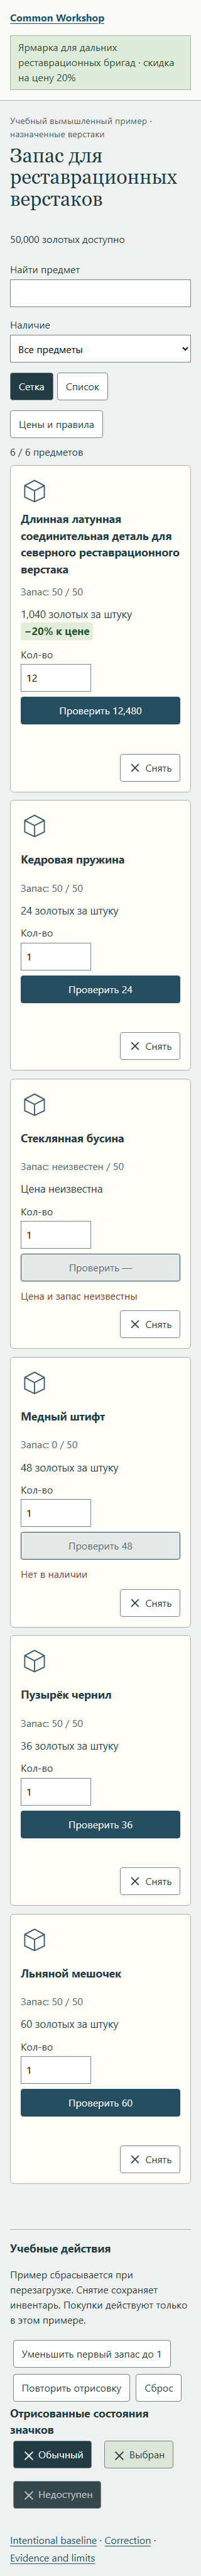 Common Workshop
Ярмарка для дальних
реставрационных бригад · скидка
на цену 20%
Учебный вымышленный пример ·
назначенные верстаки
Запас для
реставрационных
верстаков
50,000 золотых доступно
Найти предмет
Наличие
Все предметы
Сетка
Список
Цены и правила
6 / 6 предметов
Длинная латунная
соединительная деталь для
северного реставрационного
верстака
Запас: 50 / 50
1,040 золотых за штуку
−20% к цене
Кол-во
12
Проверить 12,480
Снять
Кедровая пружина
Запас: 50 / 50
24 золотых за штуку
Кол-во
1
Проверить 24
Снять
Стеклянная бусина
Запас: неизвестен / 50
Цена неизвестна
Кол-во
1
Проверить —
Цена и запас неизвестны
Снять
Медный штифт
Запас: 0 / 50
48 золотых за штуку
Кол-во
1
Проверить 48
Нет в наличии
Снять
Пузырёк чернил
Запас: 50 / 50
36 золотых за штуку
Кол-во
1
Проверить 36
Снять
Льняной мешочек
Запас: 50 / 50
60 золотых за штуку
Кол-во
1
Проверить 60
Снять
Учебные действия
Пример сбрасывается при
перезагрузке. Снятие сохраняет
инвентарь. Покупки действуют только
в этом примере.
Уменьшить первый запас до 1
Повторить отрисовку
Сброс
Отрисованные состояния
значков
Обычный
Выбран
Недоступен
Intentional baseline · Correction ·
Evidence and limits